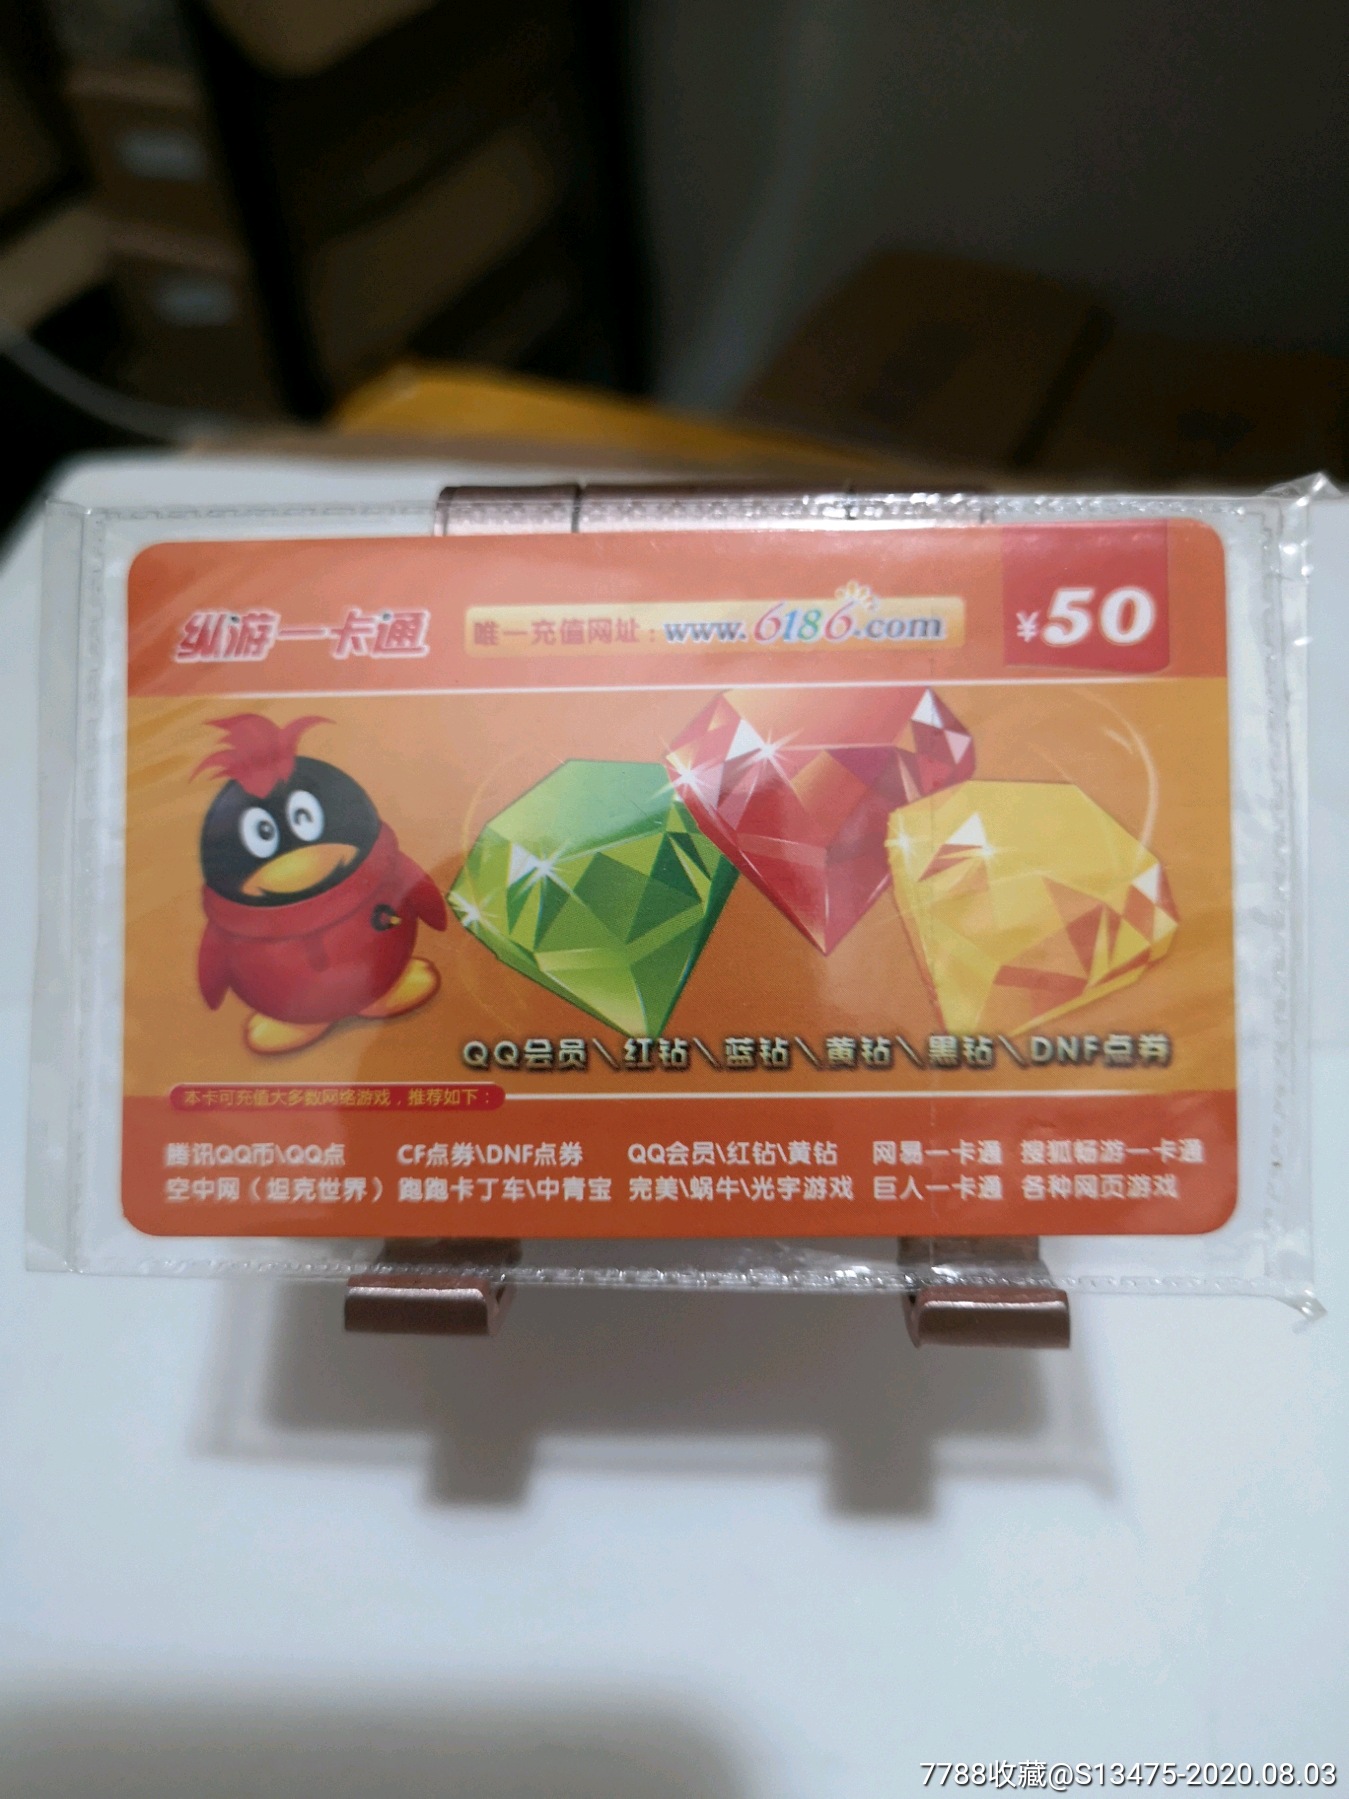 纵游一卡通
唯一充值网址：www.6186.com
¥50
QQ会员\红钻\蓝钻\黄钻\黑钻\DNF点券
本卡可充值大多数网络游戏，推荐如下：
腾讯QQ币\QQ点 CF点券\DNF点券 QQ会员\红钻\黄钻 网易一卡通 搜狐畅游一卡通
空中网（坦克世界） 跑跑卡丁车\中青宝 完美\蜗牛\光宇游戏 巨人一卡通 各种网页游戏
7788收藏@S13475-2020.08.03